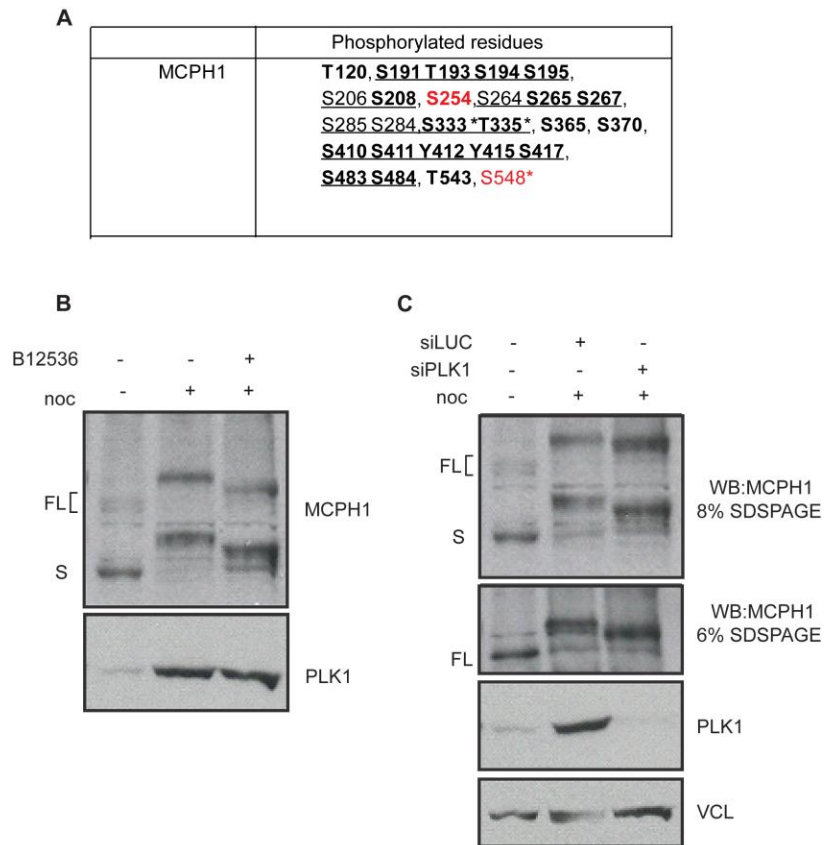 A
Phosphorylated residues
MCPH1
T120, S191 T193 S194 S195,
S206 S208, S254,S264 S265 S267,
S285 S284,S333 *T335*, S365, S370,
S410 S411 Y412 Y415 S417,
S483 S484, T543, S548*
B
B12536 - - +
noc - + +
FL[
S
MCPH1
PLK1
C
siLUC - + -
siPLK1 - - +
noc - + +
FL[
S
WB:MCPH1
8% SDSPAGE
WB:MCPH1
6% SDSPAGE
FL
PLK1
VCL